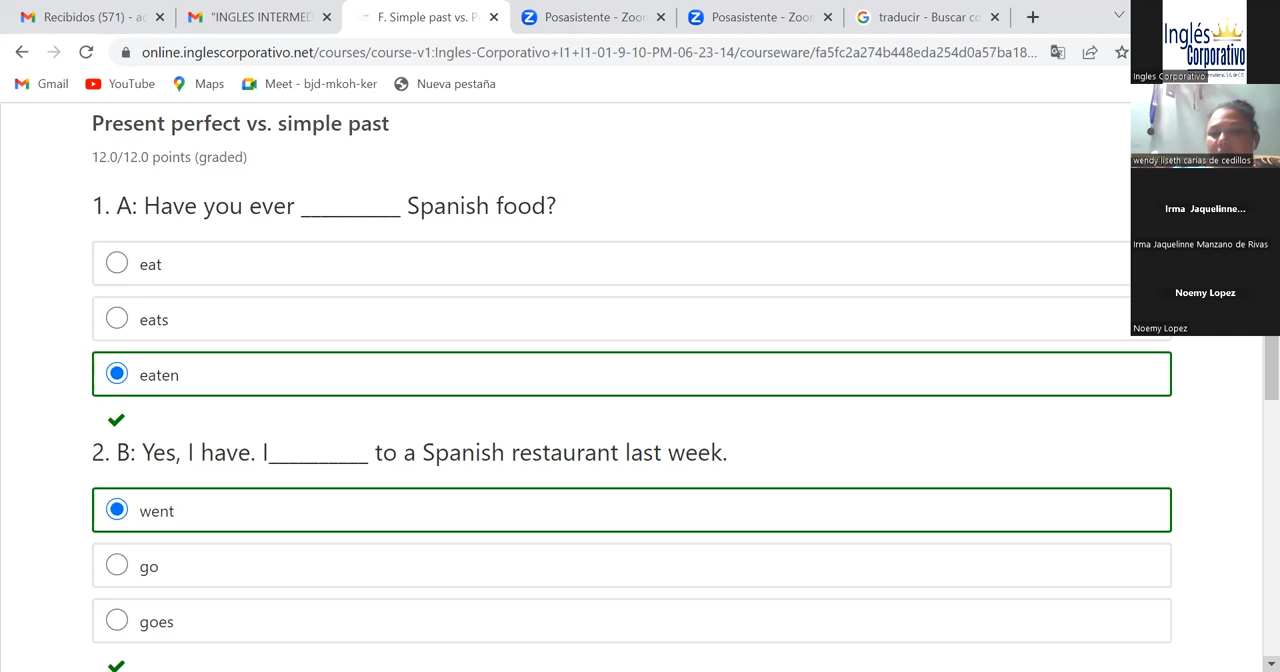 Recibidos (571) - ac
"INGLES INTERMED
F. Simple past vs. P
Posasistente - Zoor
Posasistente - Zoor
traducir - Buscar co
online.inglescorporativo.net/courses/course-v1:Ingles-Corporativo+I1+I1-01-9-10-PM-06-23-14/courseware/fa5fc2a274b448eda254d0a57ba18...
Gmail
YouTube
Maps
Meet - bjd-mkoh-ker
Nueva pestaña
Inglés
Corporativo
Ingles Corporativo
wendy liseth carias de cedillos
Irma Jaquelinne...
Irma Jaquelinne Manzano de Rivas
Noemy Lopez
Noemy Lopez
Present perfect vs. simple past
12.0/12.0 points (graded)
1. A: Have you ever _________ Spanish food?
eat
eats
eaten
2. B: Yes, I have. I_________ to a Spanish restaurant last week.
went
go
goes